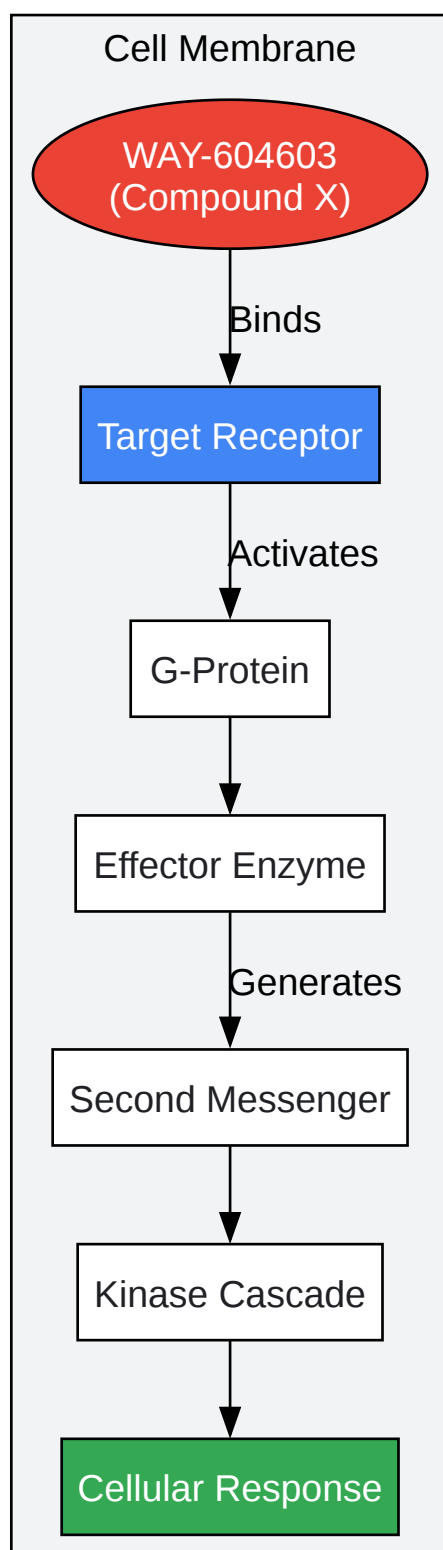 Cell Membrane
WAY-604603
(Compound X)
Binds
Target Receptor
Activates
G-Protein
Effector Enzyme
Generates
Second Messenger
Kinase Cascade
Cellular Response